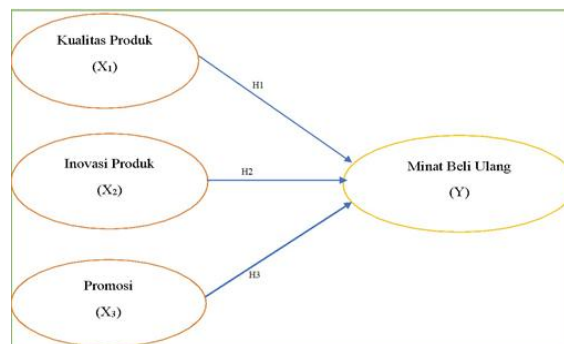 Kualitas Produk
(X₁)
H1
Inovasi Produk
(X₂)
H2
Minat Beli Ulang
(Y)
H3
Promosi
(X₃)